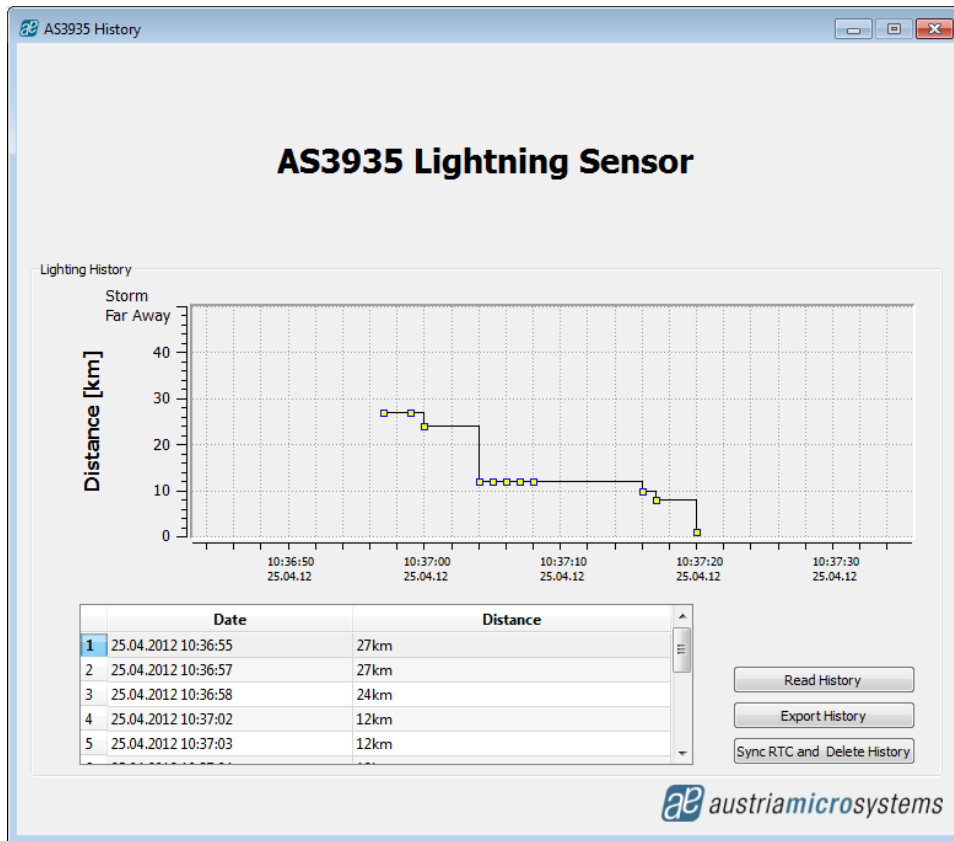 AS3935 History
AS3935 Lightning Sensor
Lighting History
Storm
Far Away
Distance [km]
40
30
20
10
0
10:36:50 10:37:00 10:37:10 10:37:20 10:37:30
25.04.12 25.04.12 25.04.12 25.04.12 25.04.12
Date Distance
1 25.04.2012 10:36:55 27km
2 25.04.2012 10:36:57 27km
3 25.04.2012 10:36:58 24km
4 25.04.2012 10:37:02 12km
5 25.04.2012 10:37:03 12km
Read History
Export History
Sync RTC and Delete History
austriamicrosystems